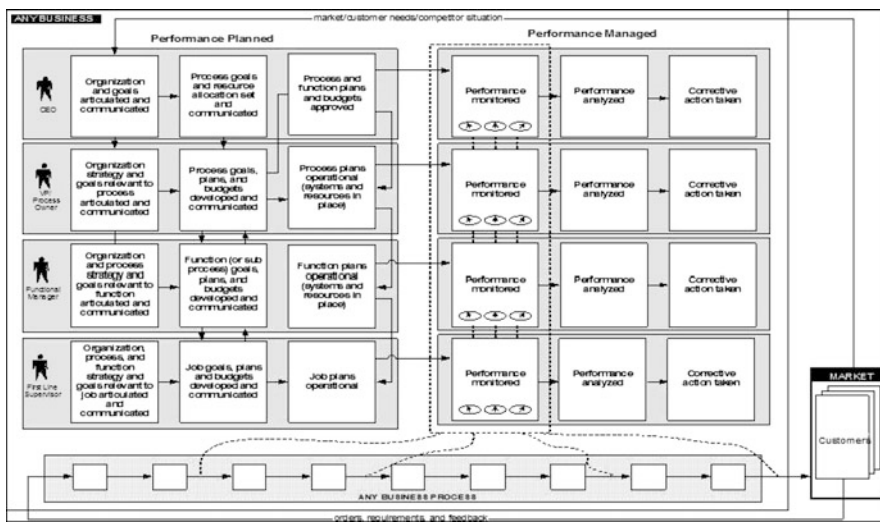 ANY BUSINESS
market/customer needs/competitor situation
Performance Planned
Performance Managed
CEO
Organization
and goals
articulated and
communicated
Process goals
and resource
allocation set
and
communicated
Process and
function plans
and budgets
approved
Performance
monitored
Performance
analyzed
Corrective
action taken
VP/
Process
Owner
Organization
strategy and
goals relevant to
process
articulated and
communicated
Process goals,
plans, and
budgets
developed and
communicated
Process plans
operational
(systems and
resources in
place)
Performance
monitored
Performance
analyzed
Corrective
action taken
Functional
Manager
Organization
and process
strategy and
goals relevant to
function
articulated and
communicated
Function (or sub
process) goals,
plans, and
budgets
developed and
communicated
Function plans
operational
(systems and
resources in
place)
Performance
monitored
Performance
analyzed
Corrective
action taken
First Line
Supervisor
Organization,
process, and
function
strategy and
goals relevant to
job articulated
and
communicated
Job goals, plans
and budgets
developed and
communicated
Job plans
operational
Performance
monitored
Performance
analyzed
Corrective
action taken
MARKET
Customers
ANY BUSINESS PROCESS
orders, requirements, and feedback